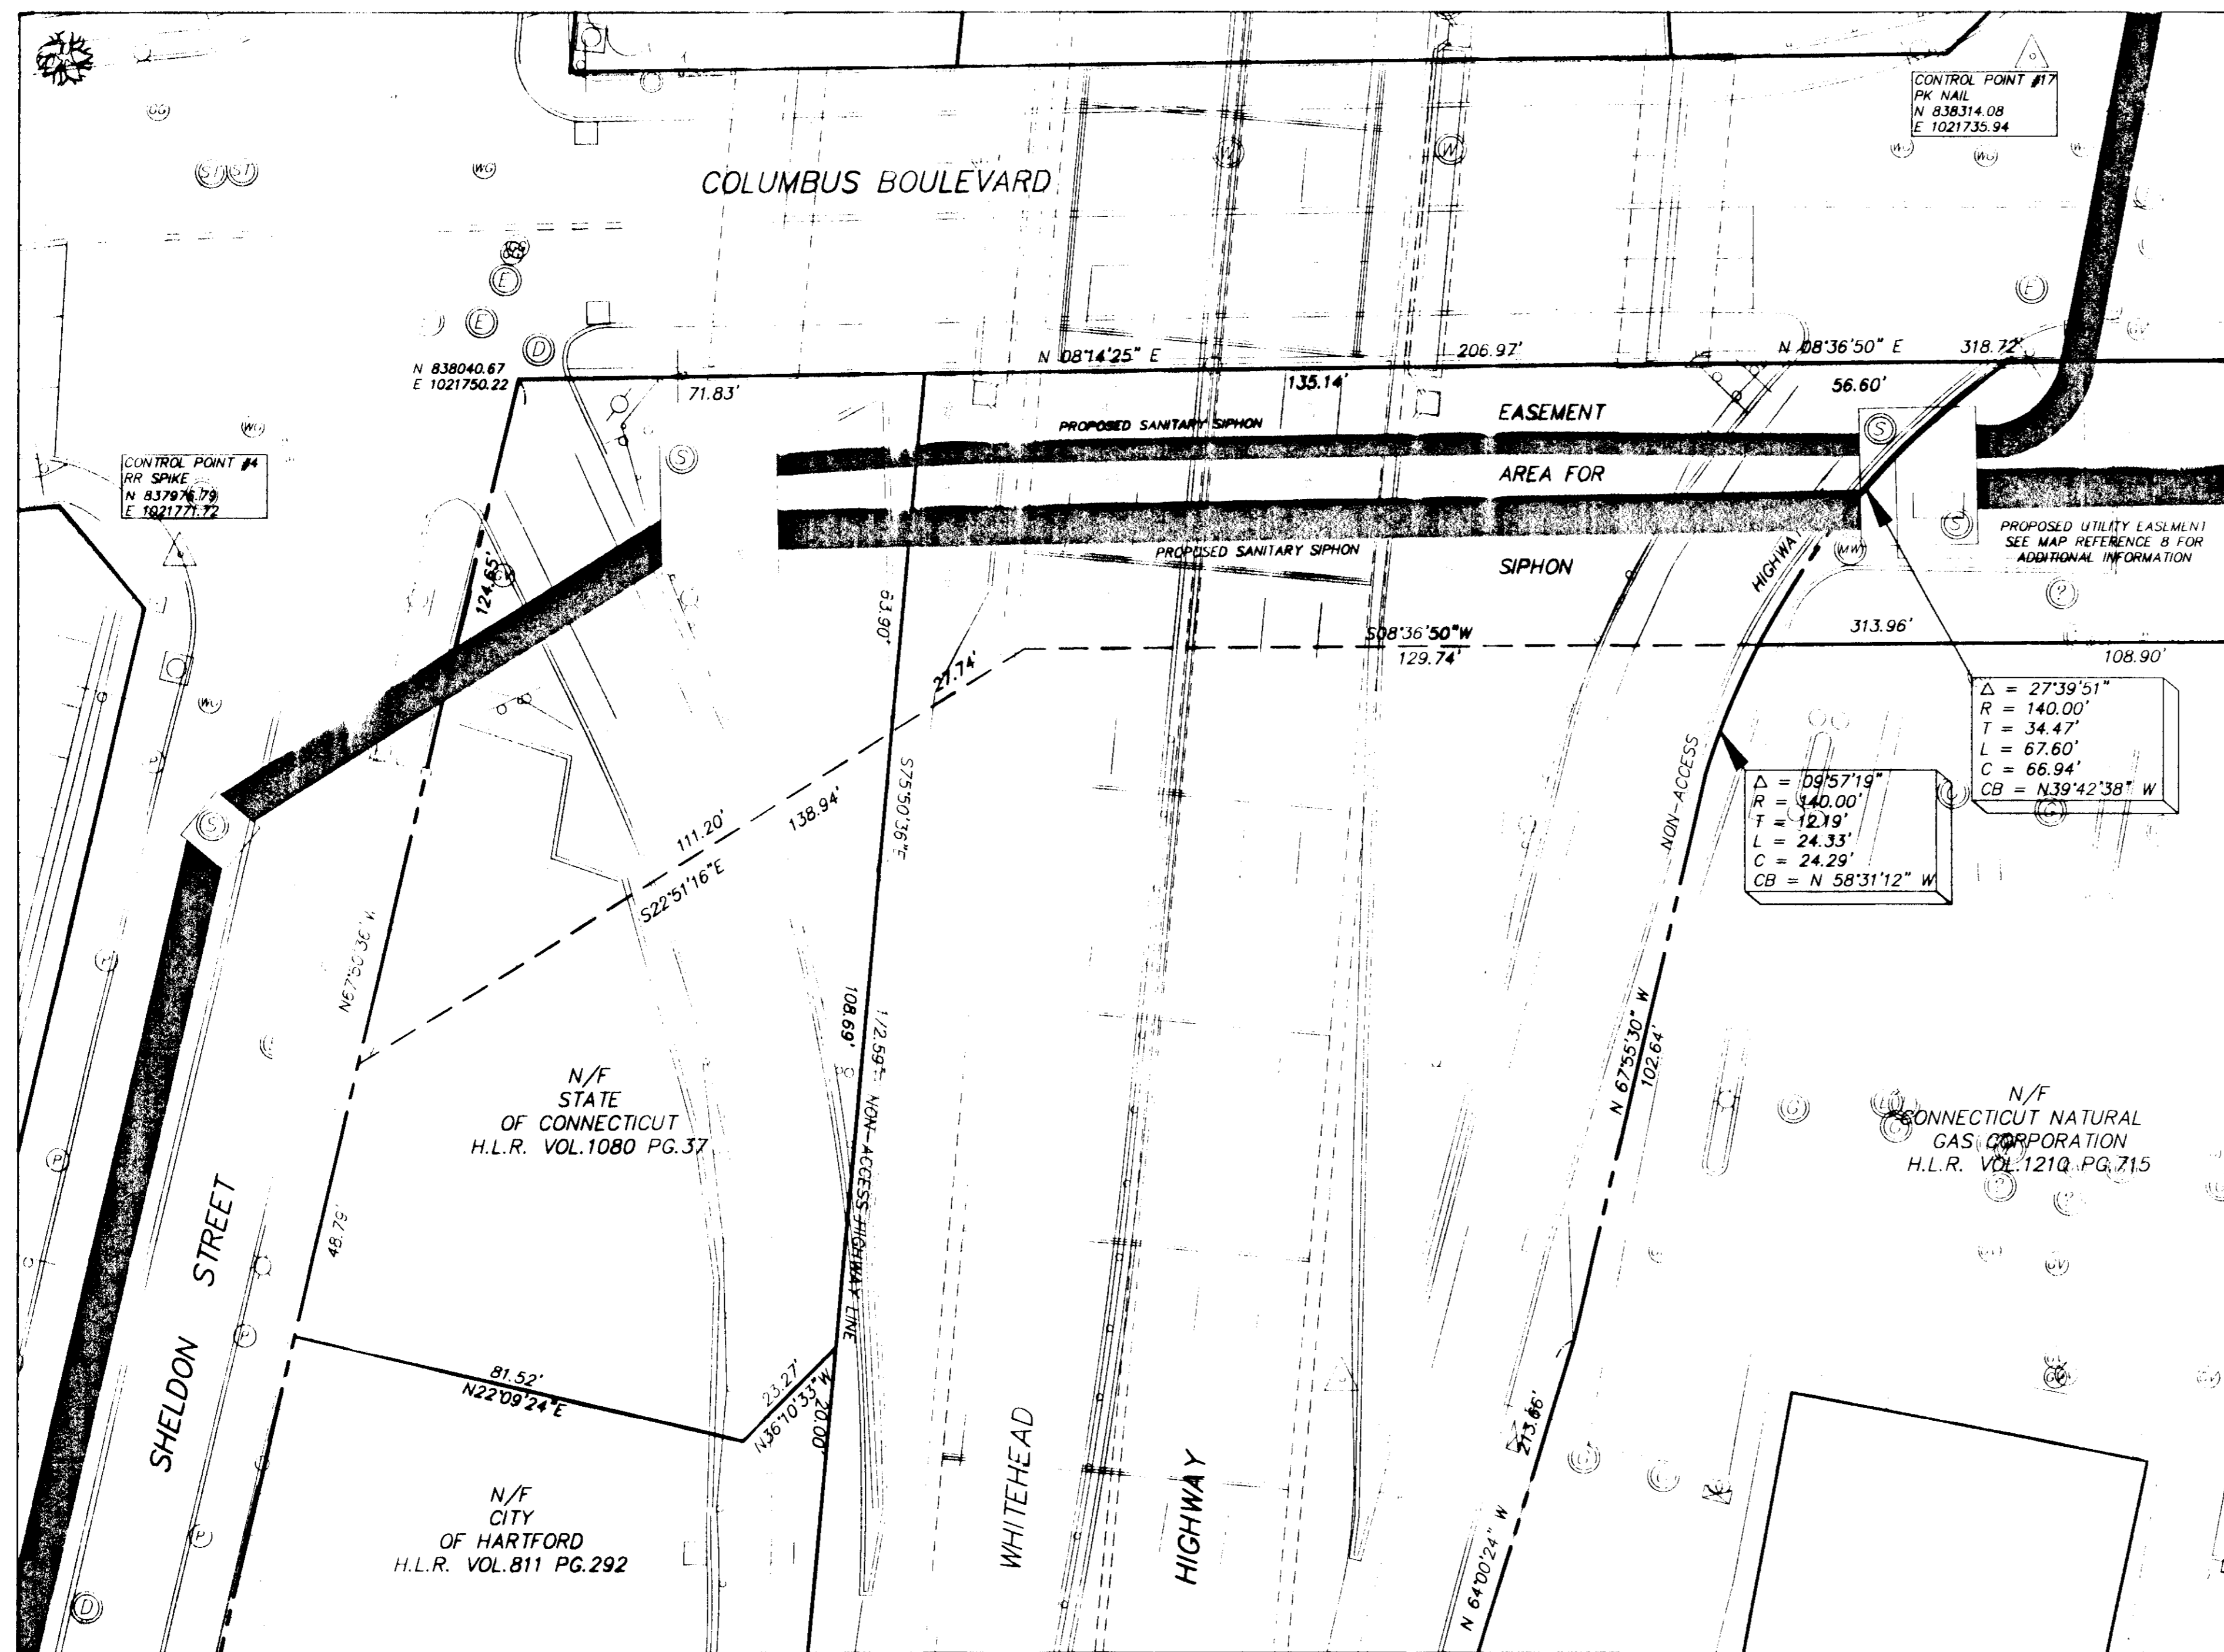 CONTROL POINT #17
PK NAIL
N 838314.08
E 1021735.94
COLUMBUS BOULEVARD
N 838040.67
E 1021750.22
N 08°14'25" E
206.97'
N 08°36'50" E
318.72'
71.83'
135.14'
56.60'
PROPOSED SANITARY SIPHON
EASEMENT
AREA FOR
SIPHON
PROPOSED SANITARY SIPHON
CONTROL POINT #4
RR SPIKE
N 837976.79
E 1021771.72
PROPOSED UTILITY EASEMENT
SEE MAP REFERENCE 8 FOR
ADDITIONAL INFORMATION
124.65'
63.90'
HIGHWAY
S08°36'50"W
129.74'
313.96'
108.90'
27.74'
Δ = 27°39'51"
R = 140.00'
T = 34.47'
L = 67.60'
C = 66.94'
CB = N39°42'38" W
Δ = 09°57'19"
R = 140.00'
T = 12.19'
L = 24.33'
C = 24.29'
CB = N 58°31'12" W
NON-ACCESS
S75°50'36"E
111.20'
138.94'
S22°51'16"E
N67°50'36"W
108.69'
NON-ACCESS HIGHWAY LINE
N 67°55'30" W
102.64'
N/F
STATE
OF CONNECTICUT
H.L.R. VOL.1080 PG.37
N/F
CONNECTICUT NATURAL
GAS CORPORATION
H.L.R. VOL.1210 PG.715
48.79'
SHELDON STREET
81.52'
N22°09'24"E
23.27'
N36°10'33"W
20.00'
213.66'
N 64°00'24" W
WHITEHEAD
HIGHWAY
N/F
CITY
OF HARTFORD
H.L.R. VOL.811 PG.292